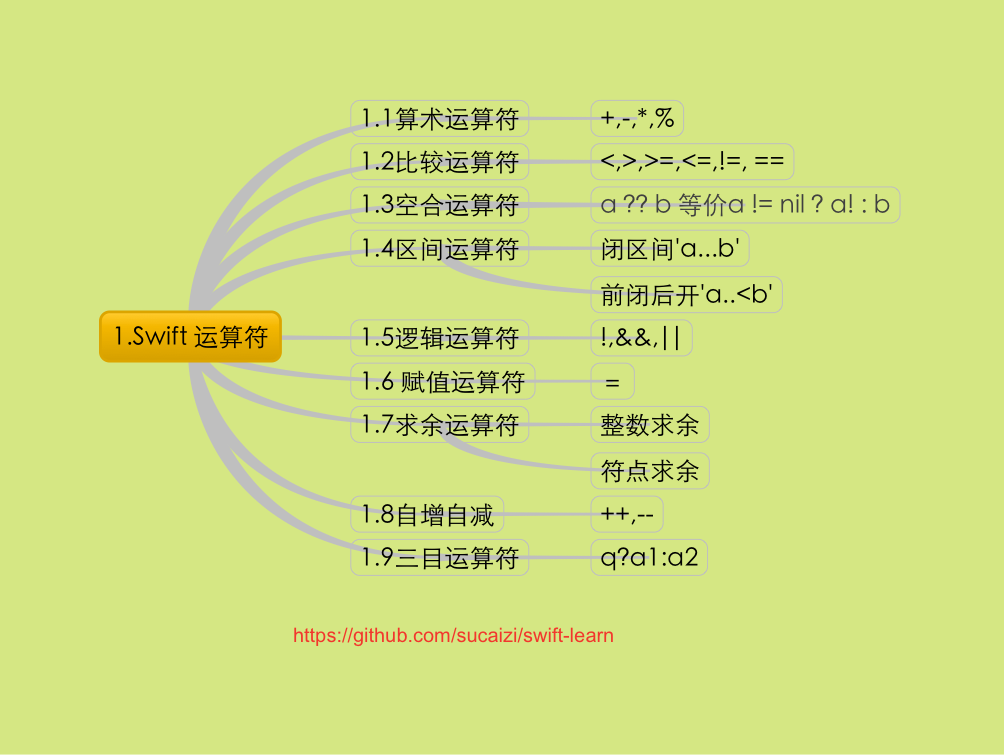 1.1算术运算符
+,-,*,%
1.2比较运算符
<,>,>=,<=,!=, ==
1.3空合运算符
a ?? b 等价a != nil ? a! : b
1.4区间运算符
闭区间'a...b'
前闭后开'a..<b'
1.Swift 运算符
1.5逻辑运算符
!,&&,||
1.6 赋值运算符
=
1.7求余运算符
整数求余
符点求余
1.8自增自减
++,--
1.9三目运算符
q?a1:a2
https://github.com/sucaizi/swift-learn